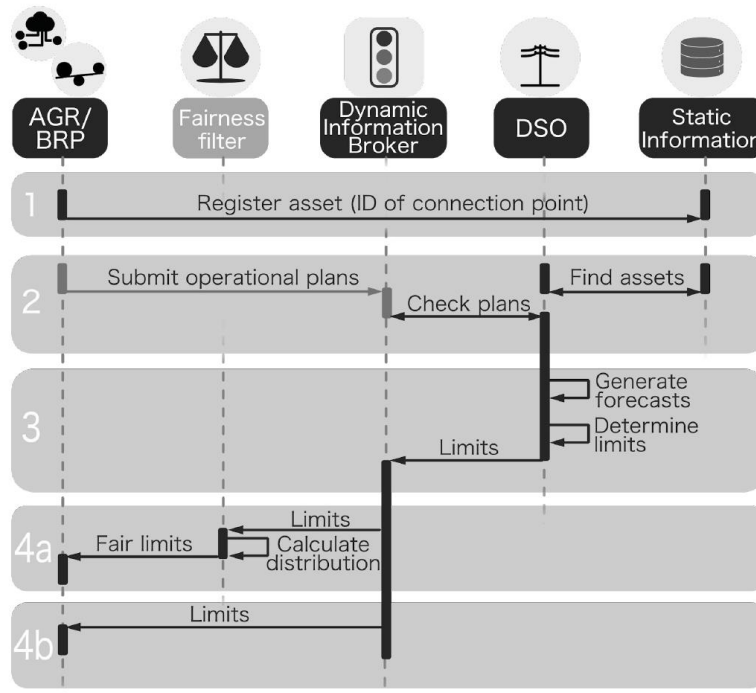 AGR/
BRP
Fairness
filter
Dynamic
Information
Broker
DSO
Static
Information
1
Register asset (ID of connection point)
2
Submit operational plans
Find assets
Check plans
3
Generate
forecasts
Determine
limits
Limits
4a
Limits
Fair limits
Calculate
distribution
4b
Limits